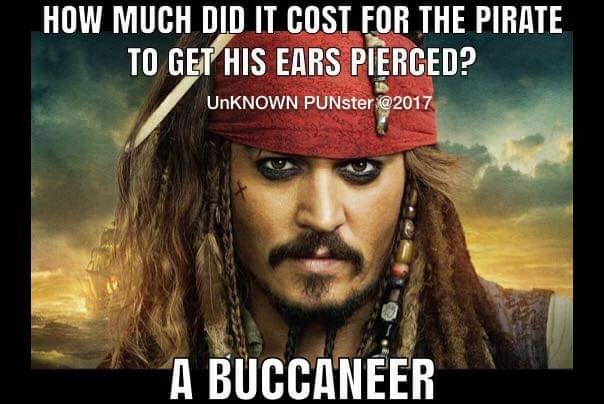 HOW MUCH DID IT COST FOR THE PIRATE
TO GET HIS EARS PIERCED?
UnKNOWN PUNster @2017
A BUCCANEER